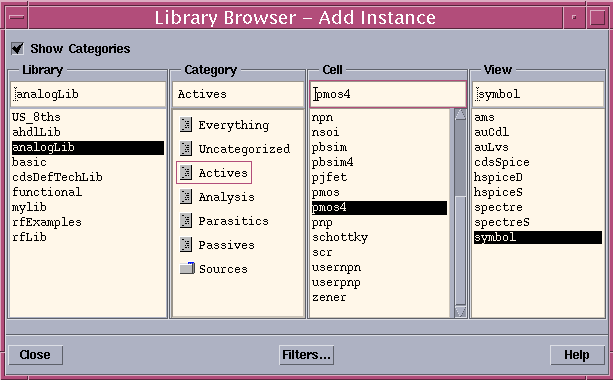 Library Browser - Add Instance
Show Categories
Library
analogLib
US_8ths
ahdlLib
analogLib
basic
cdsDefTechLib
functional
mylib
rfExamples
rfLib
Category
Actives
Everything
Uncategorized
Actives
Analysis
Parasitics
Passives
Sources
Cell
pmos4
npn
nsoi
pbsim
pbsim4
pjfet
pmos
pmos4
pnp
schottky
scr
usernpn
userpnp
zener
View
symbol
ams
auCdl
auLvs
cdsSpice
hspiceD
hspiceS
spectre
spectreS
symbol
Close
Filters...
Help